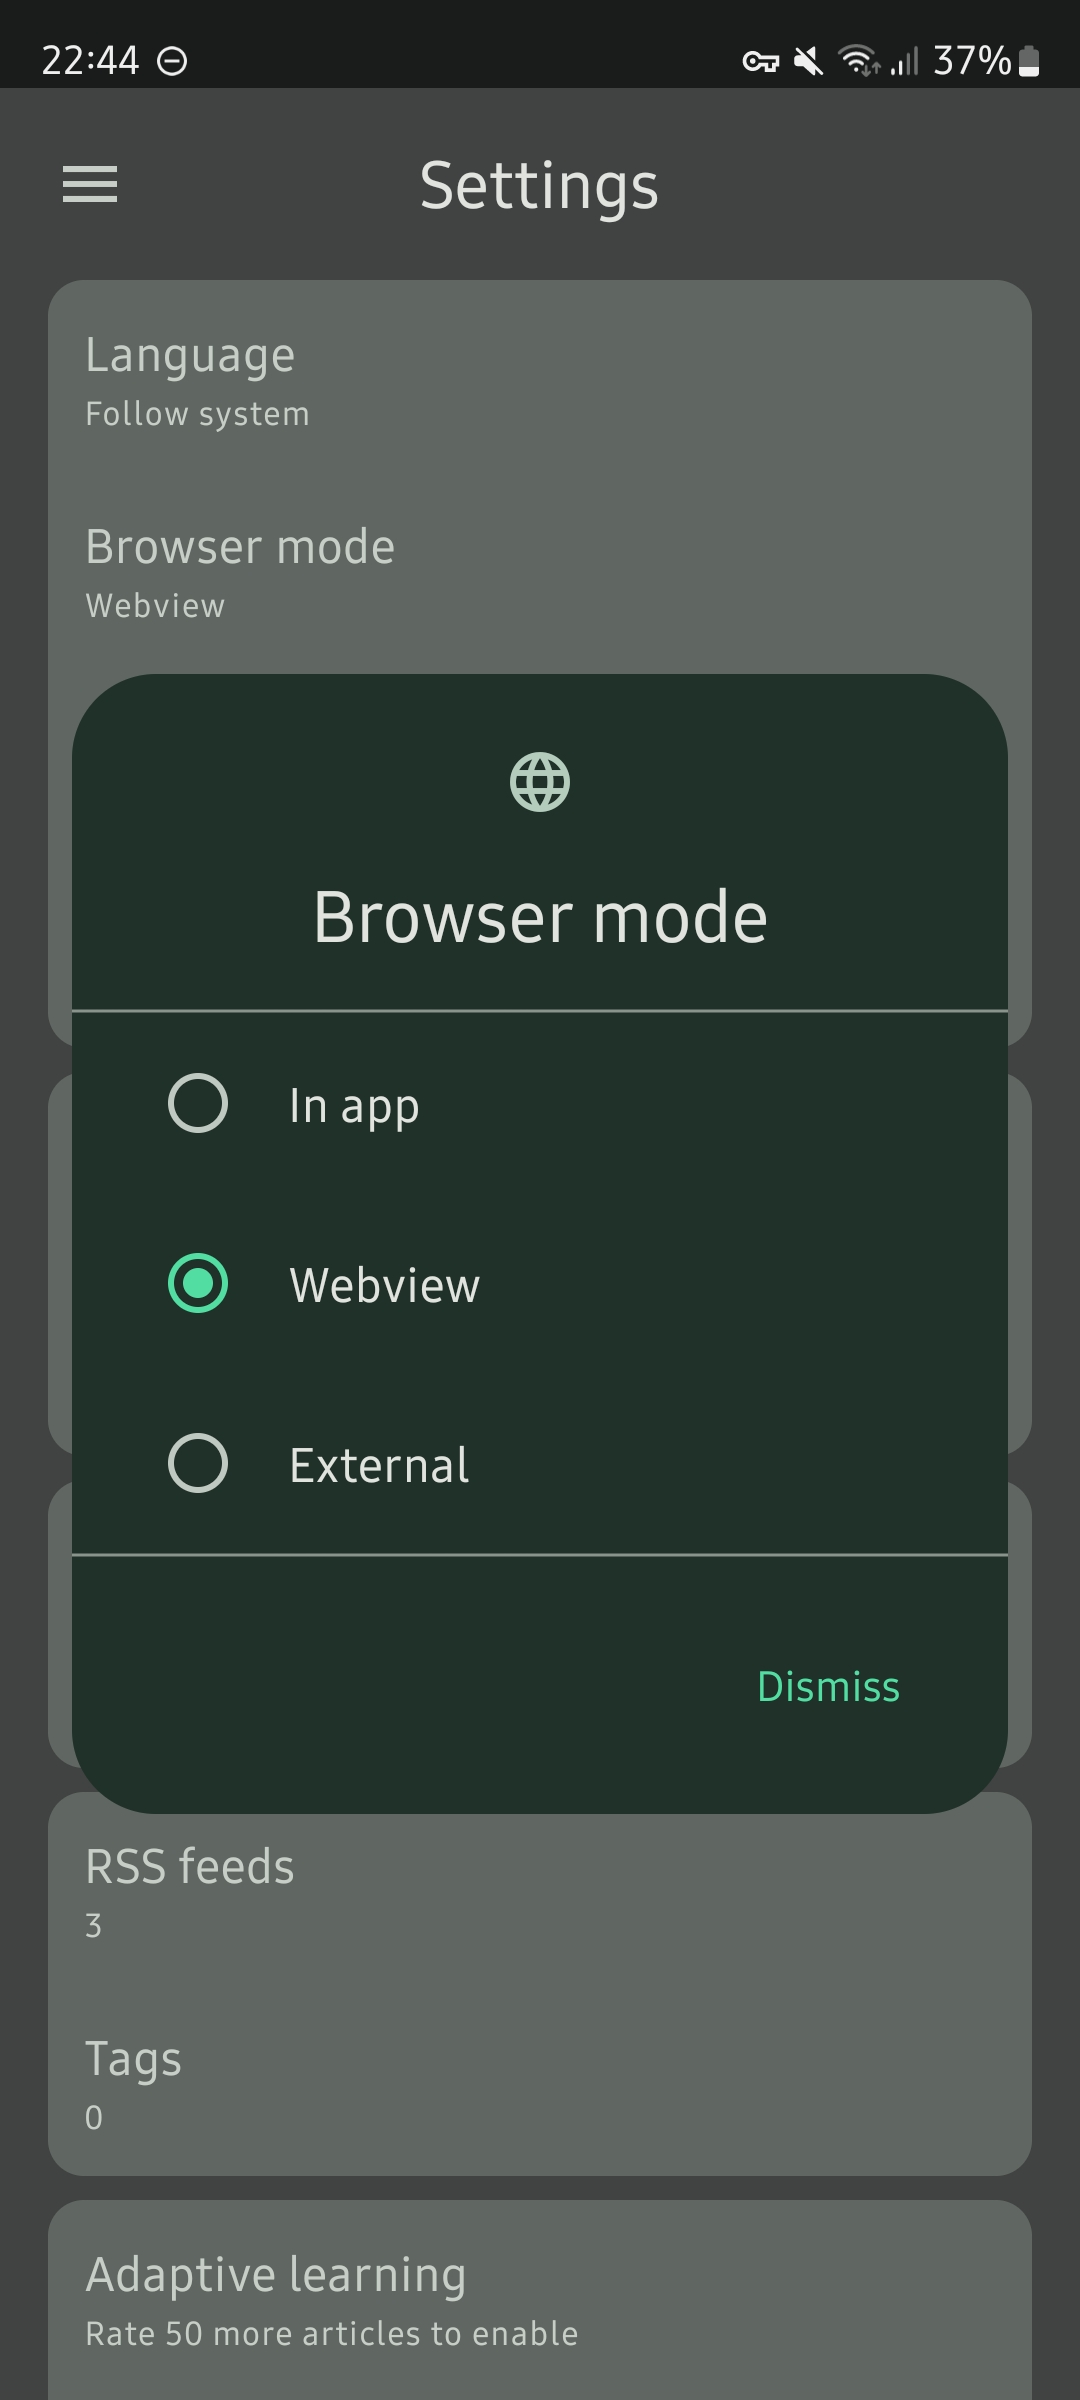 22:44
37%
Settings
Language
Follow system
Browser mode
Webview
Browser mode
In app
Webview
External
Dismiss
RSS feeds
3
Tags
0
Adaptive learning
Rate 50 more articles to enable